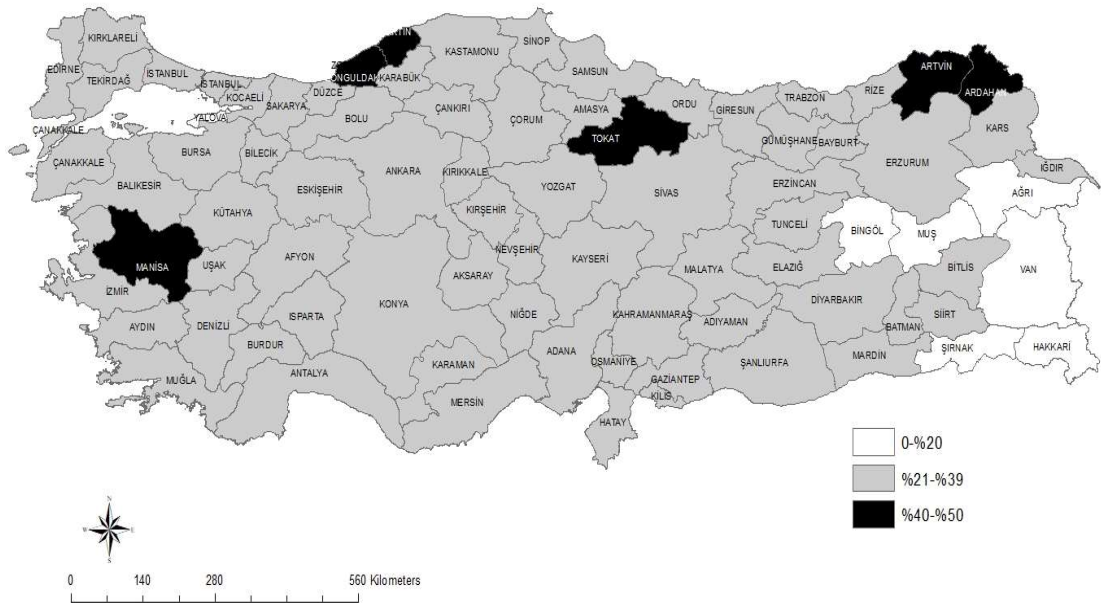 KIRKLARELİ
EDİRNE
TEKİRDAĞ
İSTANBUL
İSTANBUL
KOCAELİ
YALOVA
SAKARYA
DÜZCE
ZONGULDAK
KARABÜK
KASTAMONU
SİNOP
SAMSUN
ÇANKIRI
ÇORUM
AMASYA
TOKAT
ORDU
GİRESUN
TRABZON
RİZE
ARTVİN
ARDAHAN
KARS
IĞDIR
GÜMÜŞHANE
BAYBURT
ERZURUM
ERZİNCAN
AĞRI
ÇANAKKALE
ÇANAKKALE
BALIKESİR
BURSA
BİLECİK
BOLU
ESKİŞEHİR
ANKARA
KIRIKKALE
YOZGAT
SİVAS
TUNCELİ
BİNGÖL
MUŞ
VAN
BİTLİS
KÜTAHYA
KIRŞEHİR
NEVŞEHİR
KAYSERİ
MALATYA
ELAZIĞ
MANİSA
UŞAK
AFYON
AKSARAY
İZMİR
AYDIN
DENİZLİ
ISPARTA
KONYA
NİĞDE
KAHRAMANMARAŞ
ADIYAMAN
DİYARBAKIR
BATMAN
SİİRT
ŞIRNAK
HAKKARİ
MARDİN
ŞANLIURFA
BURDUR
ANTALYA
MUĞLA
KARAMAN
MERSİN
ADANA
OSMANİYE
GAZİANTEP
KİLİS
HATAY
0-%20
%21-%39
%40-%50
N
W
E
S
0 140 280 560 Kilometers